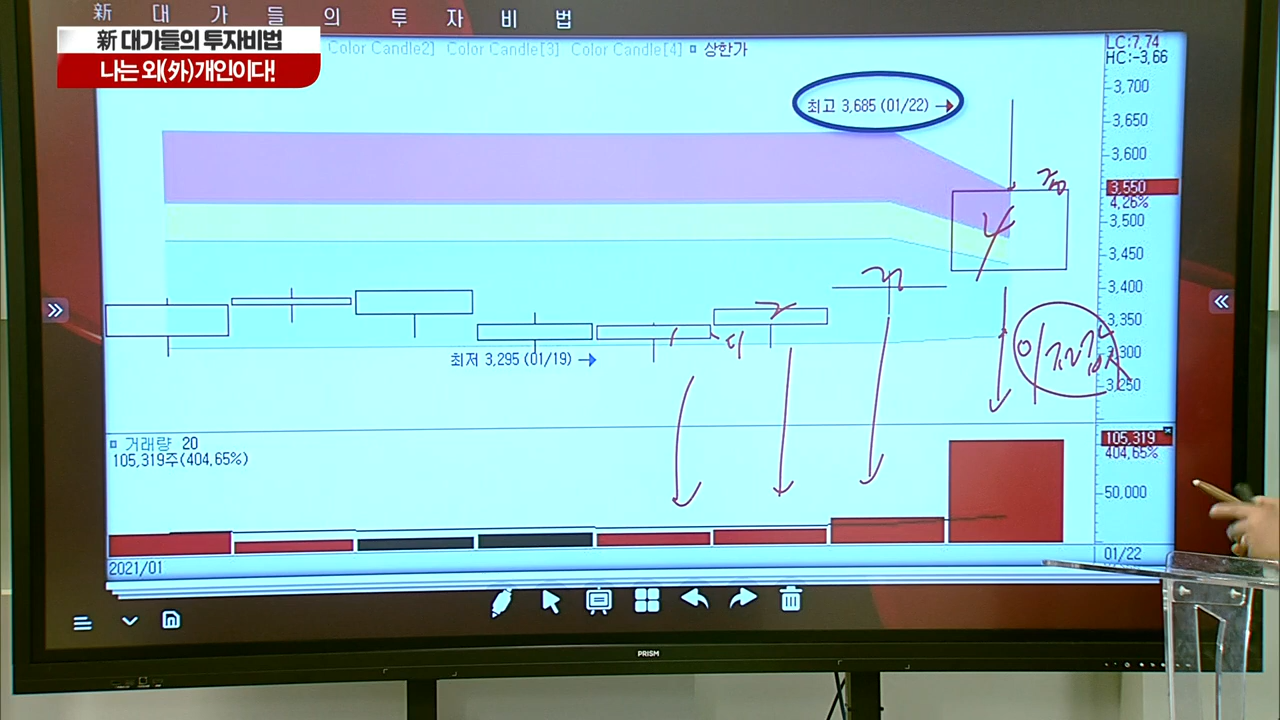 新 대 가 들 의 투 자 비 법
新 대가들의 투자비법
나는 외(外)개인이다!
Color Candle2] Color Candle[3] Color Candle[4] 상한가
LC:7,74
HC:-3,66
최고 3,685 (01/22)
3,700
3,650
3,600
3,550
4,26%
3,500
3,450
3,400
3,350
3,300
3,250
최저 3,295 (01/19)
거래량 20
105,319주(404,65%)
105,319
404,65%
50,000
2021/01
01/22
PRISM